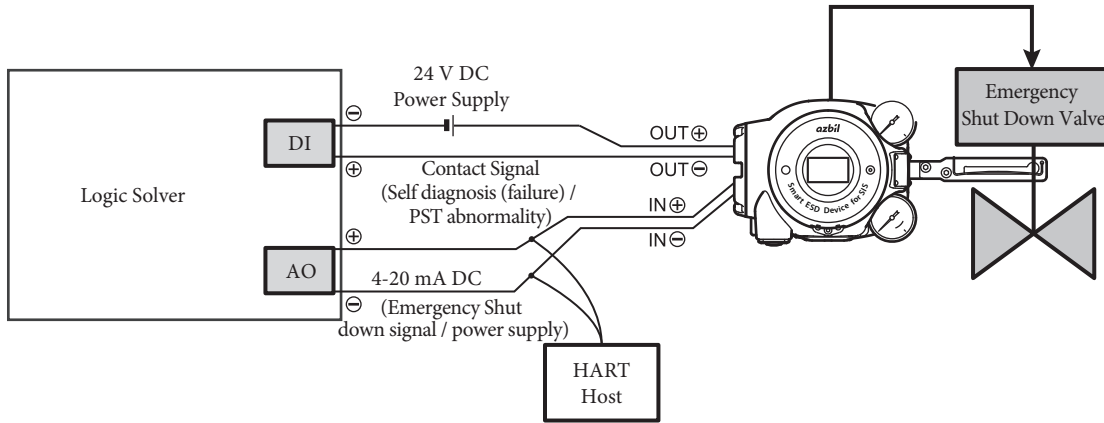 24 V DC
Power Supply
Emergency
Shut Down Valve
⊖
DI
OUT⊕
azbil
⊕
Contact Signal
OUT⊖
Logic Solver
(Self diagnosis (failure) /
PST abnormality)
Smart ESD Device for SIS
IN⊕
⊕
IN⊖
AO
4-20 mA DC
⊖
(Emergency Shut
down signal / power supply)
HART
Host